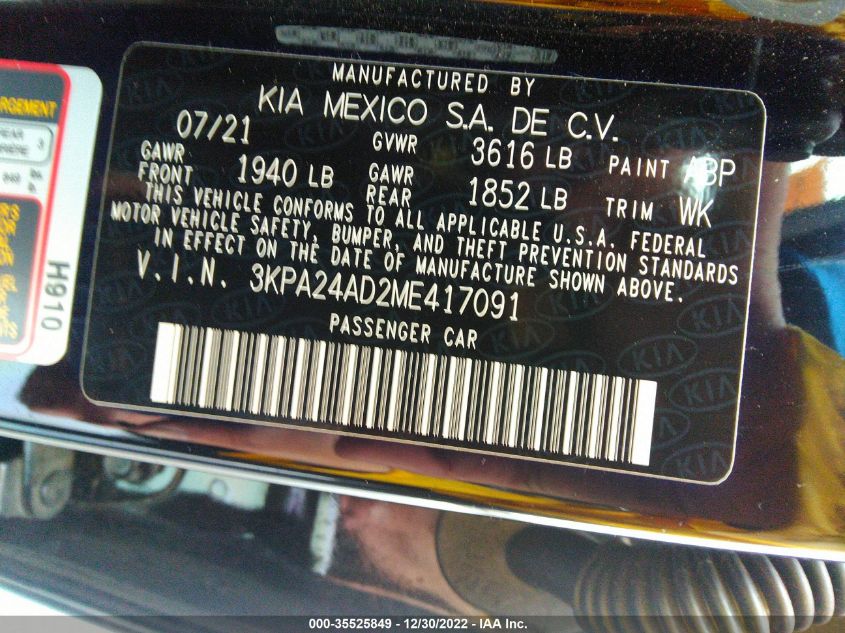 MANUFACTURED BY
KIA MEXICO S.A. DE C.V.
07/21 GVWR 3616 LB PAINT ABP
GAWR FRONT 1940 LB GAWR REAR 1852 LB TRIM WK
THIS VEHICLE CONFORMS TO ALL APPLICABLE U.S.A. FEDERAL
MOTOR VEHICLE SAFETY, BUMPER, AND THEFT PREVENTION STANDARDS
IN EFFECT ON THE DATE OF MANUFACTURE SHOWN ABOVE.
V.I.N. 3KPA24AD2ME417091
PASSENGER CAR
H910
000-35525849 - 12/30/2022 - IAA Inc.